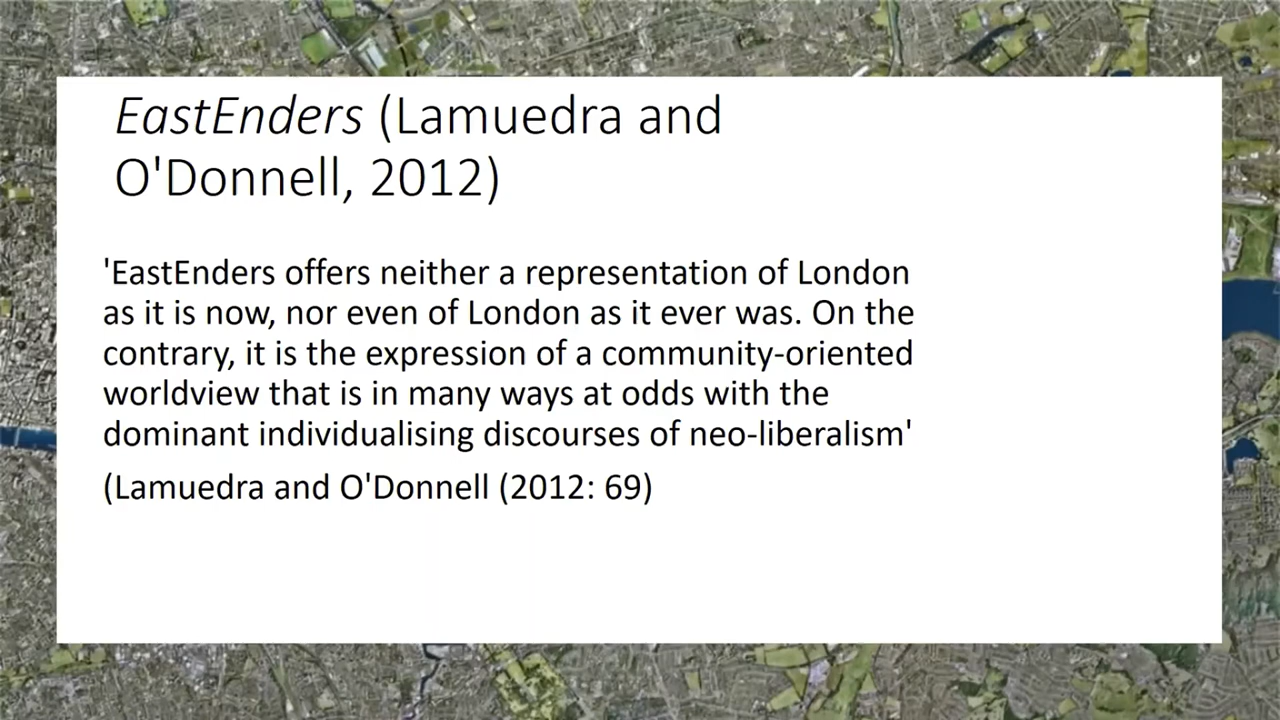 EastEnders (Lamuedra and
O'Donnell, 2012)
'EastEnders offers neither a representation of London
as it is now, nor even of London as it ever was. On the
contrary, it is the expression of a community-oriented
worldview that is in many ways at odds with the
dominant individualising discourses of neo-liberalism'
(Lamuedra and O'Donnell (2012: 69)